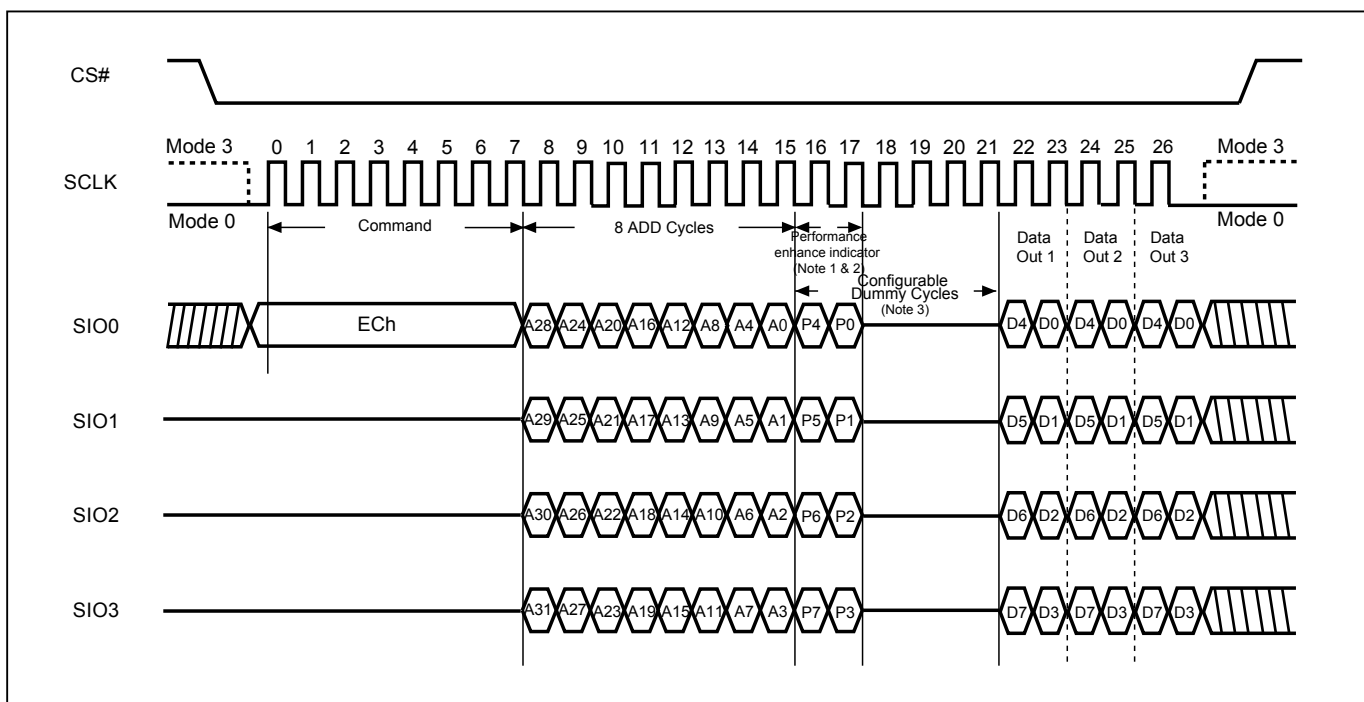 CS#
Mode 3 0 1 2 3 4 5 6 7 8 9 10 11 12 13 14 15 16 17 18 19 20 21 22 23 24 25 26 Mode 3
SCLK
Mode 0 Mode 0
Command
8 ADD Cycles
Performance
enhance indicator
(Note 1 & 2)
Configurable
Dummy Cycles
(Note 3)
Data
Out 1
Data
Out 2
Data
Out 3
SIO0 ECh A28 A24 A20 A16 A12 A8 A4 A0 P4 P0 D4 D0 D4 D0 D4 D0
SIO1 A29 A25 A21 A17 A13 A9 A5 A1 P5 P1 D5 D1 D5 D1 D5 D1
SIO2 A30 A26 A22 A18 A14 A10 A6 A2 P6 P2 D6 D2 D6 D2 D6 D2
SIO3 A31 A27 A23 A19 A15 A11 A7 A3 P7 P3 D7 D3 D7 D3 D7 D3